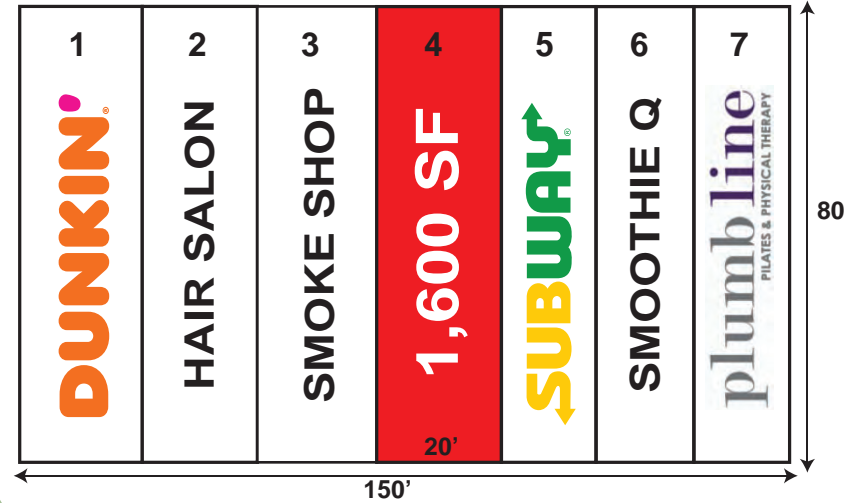 1
DUNKIN'®
2
HAIR SALON
3
SMOKE SHOP
4
1,600 SF
20’
5
SUBWAY®
6
SMOOTHIE Q
7
plumb line
PILATES & PHYSICAL THERAPY
80
150’